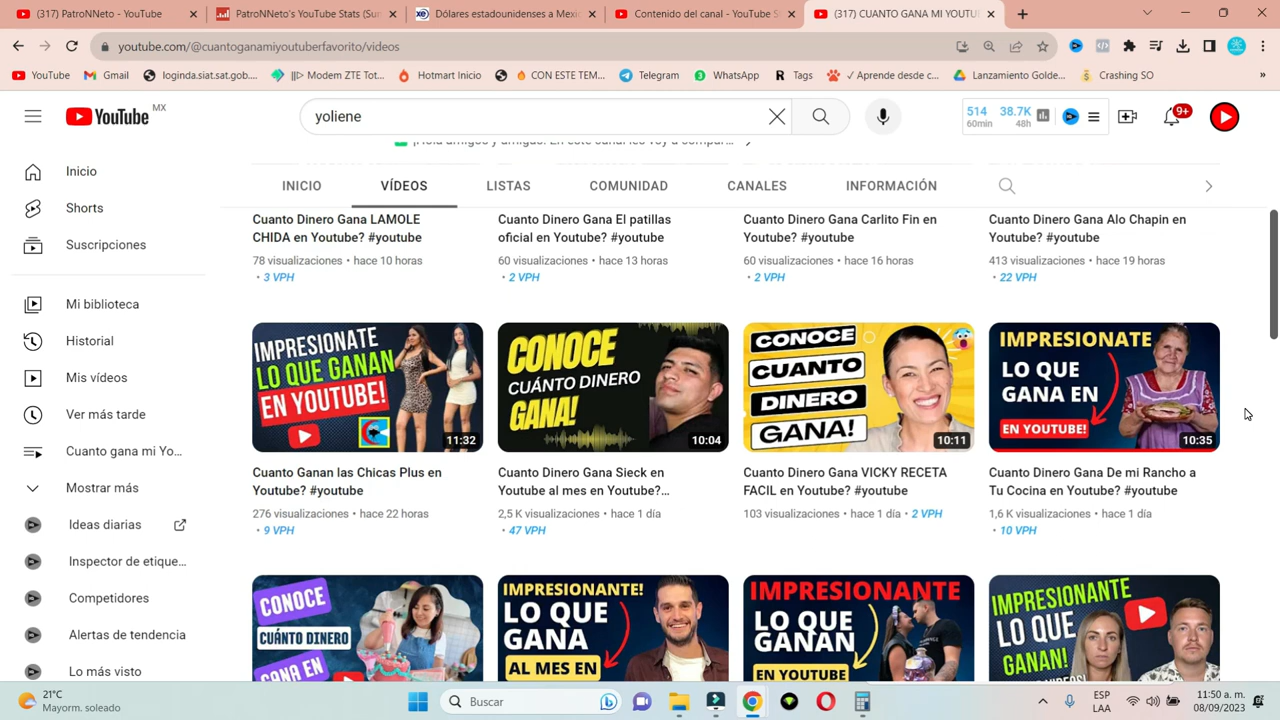 (317) PatroNNeto - YouTube
PatroNNeto's YouTube Stats (Sum
Dólares estadounidenses a Mexic
Contenido del canal - YouTube S
(317) CUANTO GANA MI YOUTU
youtube.com/@cuantoganamiyoutuberfavorito/videos
YouTube
Gmail
loginda.siat.sat.gob....
||▷ Modem ZTE Tot...
Hotmart Inicio
CON ESTE TEM...
Telegram
WhatsApp
Tags
✓ Aprende desde c...
Lanzamiento Golde...
Crashing SO
»
YouTube MX
yoliene
514 38.7K
60min 48h
9+
¡Hola amigos y amigas! En este canal les voy a compar...
INICIO
VÍDEOS
LISTAS
COMUNIDAD
CANALES
INFORMACIÓN
Inicio
Shorts
Suscripciones
Mi biblioteca
Historial
Mis vídeos
Ver más tarde
Cuanto gana mi Yo...
Mostrar más
Ideas diarias
Inspector de etique...
Competidores
Alertas de tendencia
Lo más visto
Cuanto Dinero Gana LAMOLE
CHIDA en Youtube? #youtube
78 visualizaciones • hace 10 horas
• 3 VPH
Cuanto Dinero Gana El patillas
oficial en Youtube? #youtube
60 visualizaciones • hace 13 horas
• 2 VPH
Cuanto Dinero Gana Carlito Fin en
Youtube? #youtube
60 visualizaciones • hace 16 horas
• 2 VPH
Cuanto Dinero Gana Alo Chapin en
Youtube? #youtube
413 visualizaciones • hace 19 horas
• 22 VPH
IMPRESIONATE
LO QUE GANAN
EN YOUTUBE!
11:32
Cuanto Ganan las Chicas Plus en
Youtube? #youtube
276 visualizaciones • hace 22 horas
• 9 VPH
CONOCE
CUÁNTO DINERO
GANA!
10:04
Cuanto Dinero Gana Sieck en
Youtube al mes en Youtube?...
2,5 K visualizaciones • hace 1 día
• 47 VPH
CONOCE
CUANTO
DINERO
GANA!
10:11
Cuanto Dinero Gana VICKY RECETA
FACIL en Youtube? #youtube
103 visualizaciones • hace 1 día • 2 VPH
IMPRESIONATE
LO QUE
GANA EN
EN YOUTUBE!
10:35
Cuanto Dinero Gana De mi Rancho a
Tu Cocina en Youtube? #youtube
1,6 K visualizaciones • hace 1 día
• 10 VPH
CONOCE
CUÁNTO DINERO
GANA EN
IMPRESIONANTE!
LO QUE
GANA
AL MES EN
IMPRESIONANTE
LO QUE
GANAN
EN YOUTUBE
IMPRESIONANTE
LO QUE
GANAN!
21°C
Mayorm. soleado
Buscar
ESP
LAA
11:50 a. m.
08/09/2023